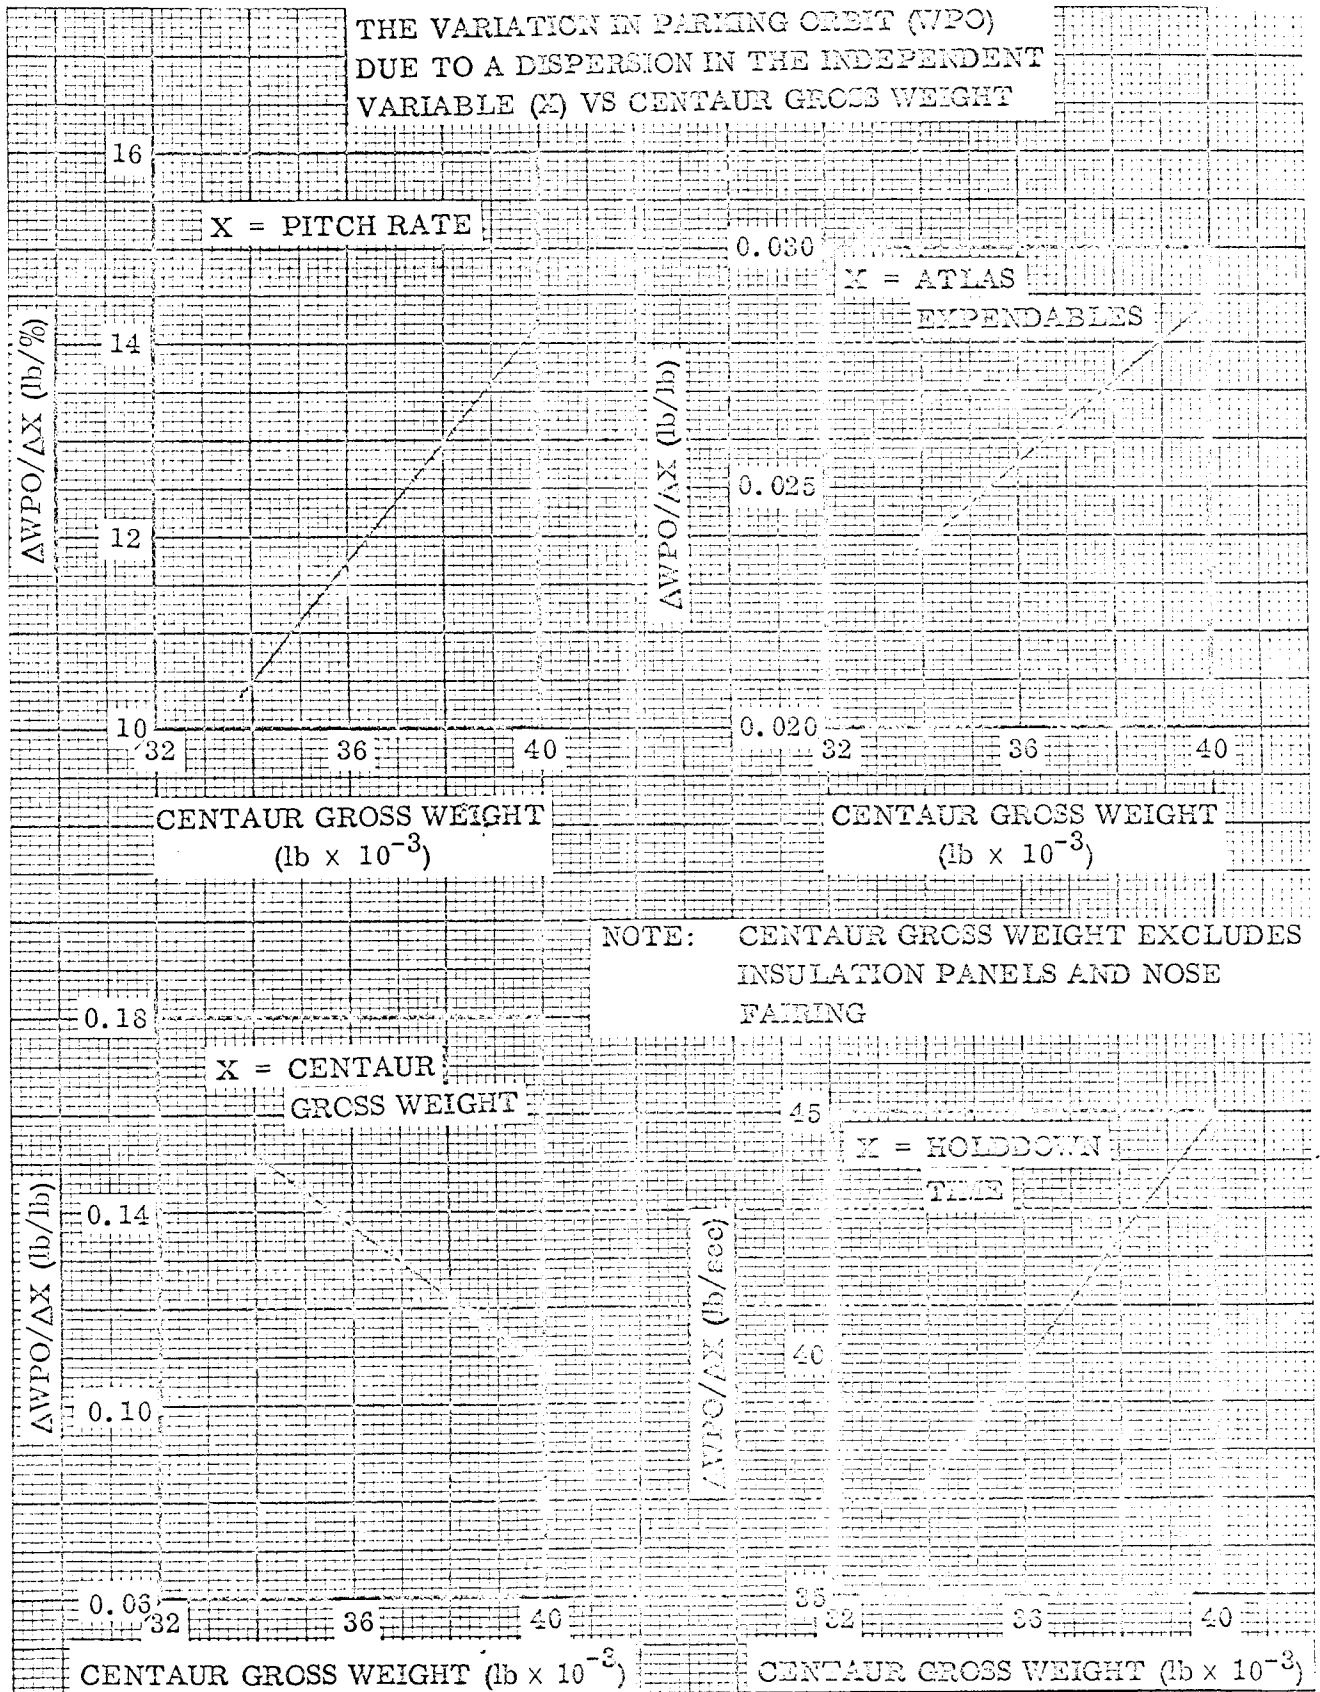 THE VARIATION IN PARKING ORBIT (WPO)
DUE TO A DISPERSION IN THE INDEPENDENT
VARIABLE (X) VS CENTAUR GROSS WEIGHT
16
X = PITCH RATE
14
12
10
32 36 40
ΔWPO/ΔX (lb/%)
CENTAUR GROSS WEIGHT
(lb x 10⁻³)
0.030
X = ATLAS
EXPENDABLES
0.025
0.020
32 36 40
ΔWPO/ΔX (lb/lb)
CENTAUR GROSS WEIGHT
(lb x 10⁻³)
NOTE: CENTAUR GROSS WEIGHT EXCLUDES
INSULATION PANELS AND NOSE
FAIRING
0.18
X = CENTAUR
GROSS WEIGHT
0.14
0.10
0.06
32 36 40
ΔWPO/ΔX (lb/lb)
CENTAUR GROSS WEIGHT (lb x 10⁻³)
45
X = HOLDDOWN
TIME
40
35
32 36 40
ΔWPO/ΔX (lb/sec)
CENTAUR GROSS WEIGHT (lb x 10⁻³)